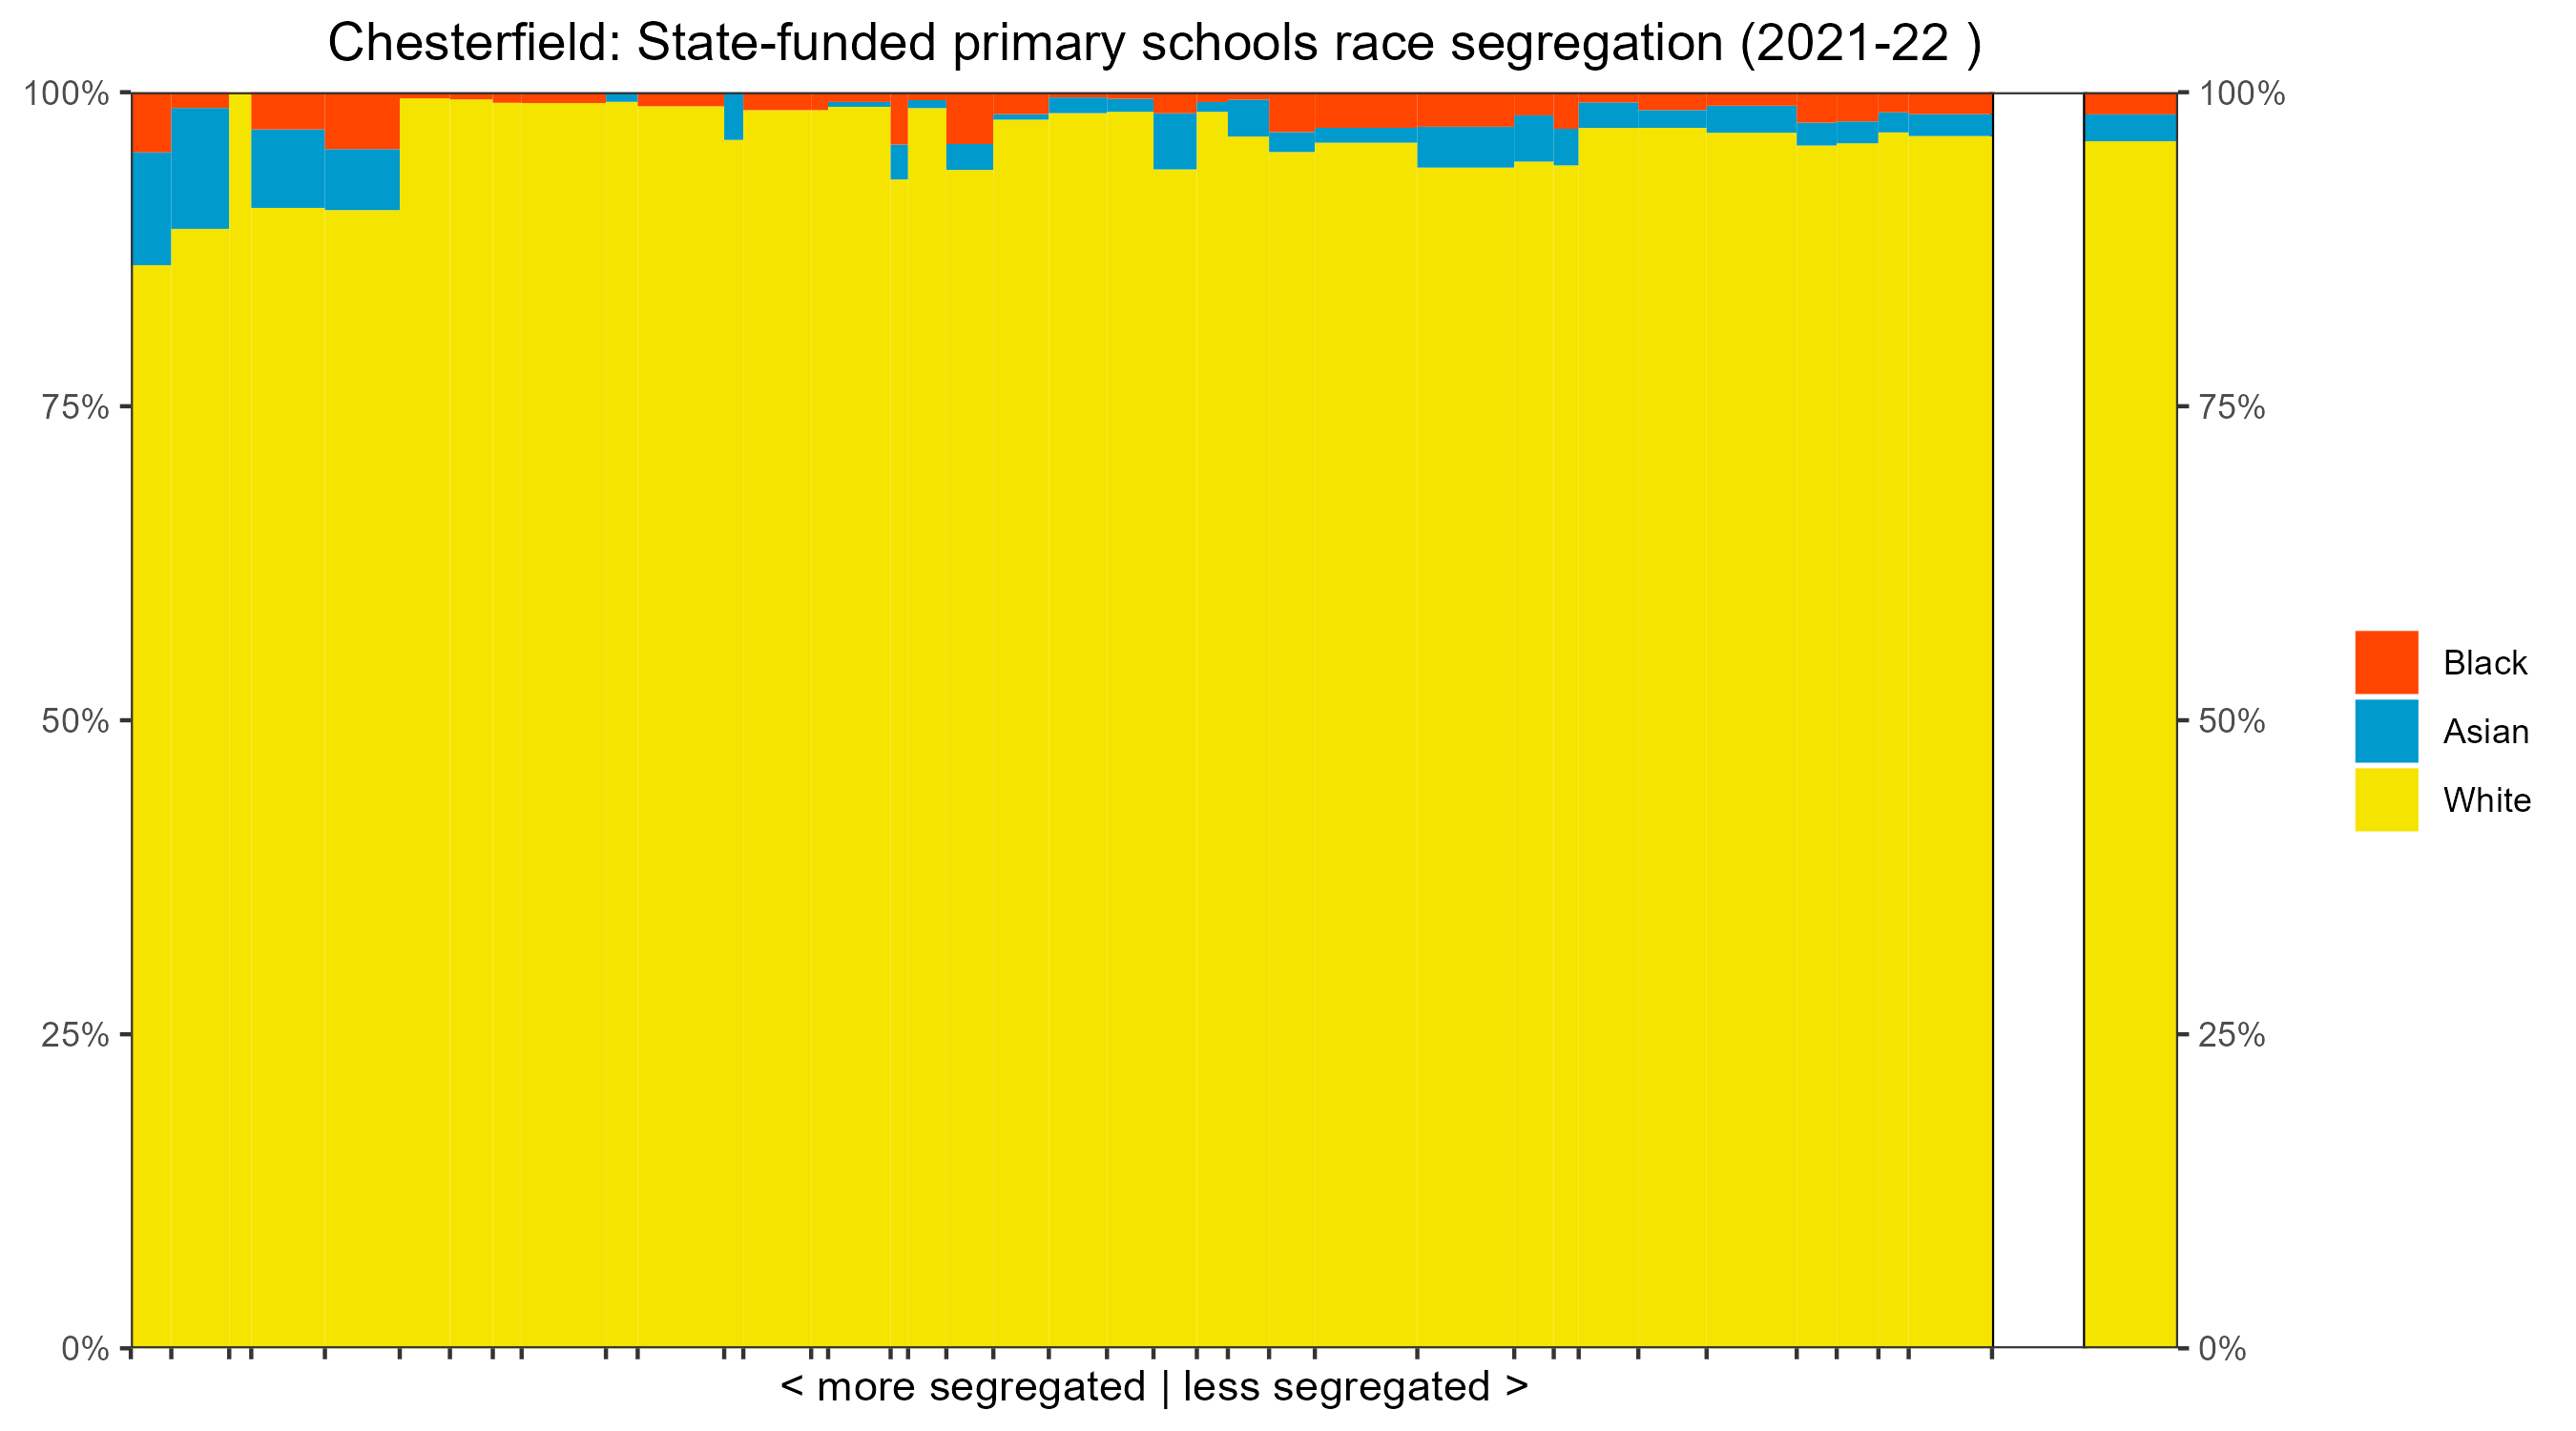 Chesterfield: State-funded primary schools race segregation (2021-22 )
100%
75%
50%
25%
0%
100%
75%
50%
25%
0%
Black
Asian
White
< more segregated | less segregated >